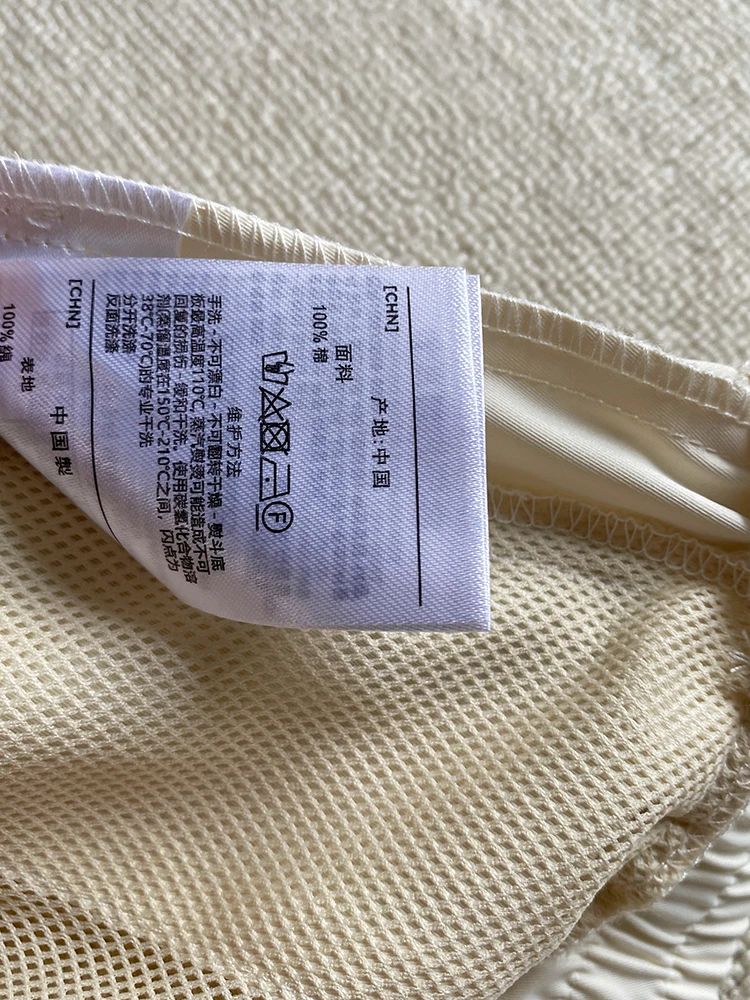 [CHN]
产地:中国
面料
100% 棉
F
维护方法
手洗 - 不可漂白 - 不可翻转干燥 - 熨斗底
板最高温度110℃, 蒸汽熨烫可能造成不可
的损伤 - 缓和干洗。使用碳氢化合物溶
剂(蒸馏温度在150℃-210℃之间，闪点为
38℃-70℃)的专业干洗
分开洗涤
反面洗涤
[CHN]
中国製
表地
100% 棉